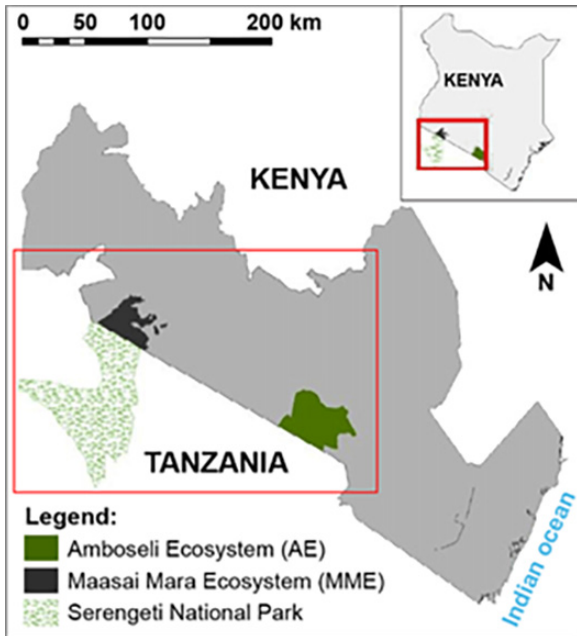 0 50 100 200 km
KENYA
KENYA
N
TANZANIA
Legend:
Amboseli Ecosystem (AE)
Maasai Mara Ecosystem (MME)
Serengeti National Park
Indian ocean